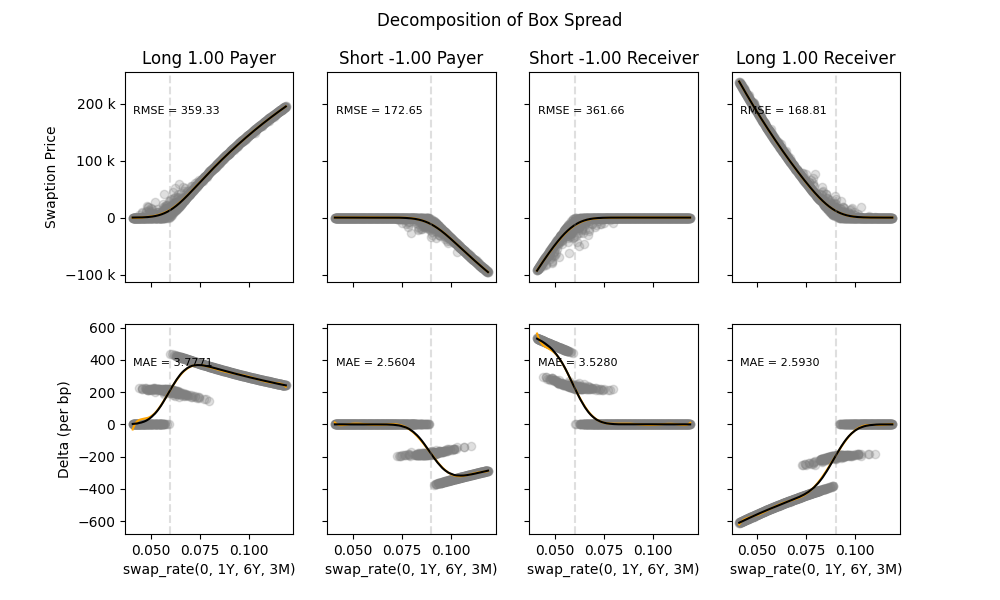 Decomposition of Box Spread
Long 1.00 Payer
Short -1.00 Payer
Short -1.00 Receiver
Long 1.00 Receiver
Swaption Price
200 k
100 k
0
−100 k
RMSE = 359.33
RMSE = 172.65
RMSE = 361.66
RMSE = 168.81
Delta (per bp)
600
400
200
0
−200
−400
−600
MAE = 3.7771
MAE = 2.5604
MAE = 3.5280
MAE = 2.5930
0.050 0.075 0.100
0.050 0.075 0.100
0.050 0.075 0.100
0.050 0.075 0.100
swap_rate(0, 1Y, 6Y, 3M)
swap_rate(0, 1Y, 6Y, 3M)
swap_rate(0, 1Y, 6Y, 3M)
swap_rate(0, 1Y, 6Y, 3M)